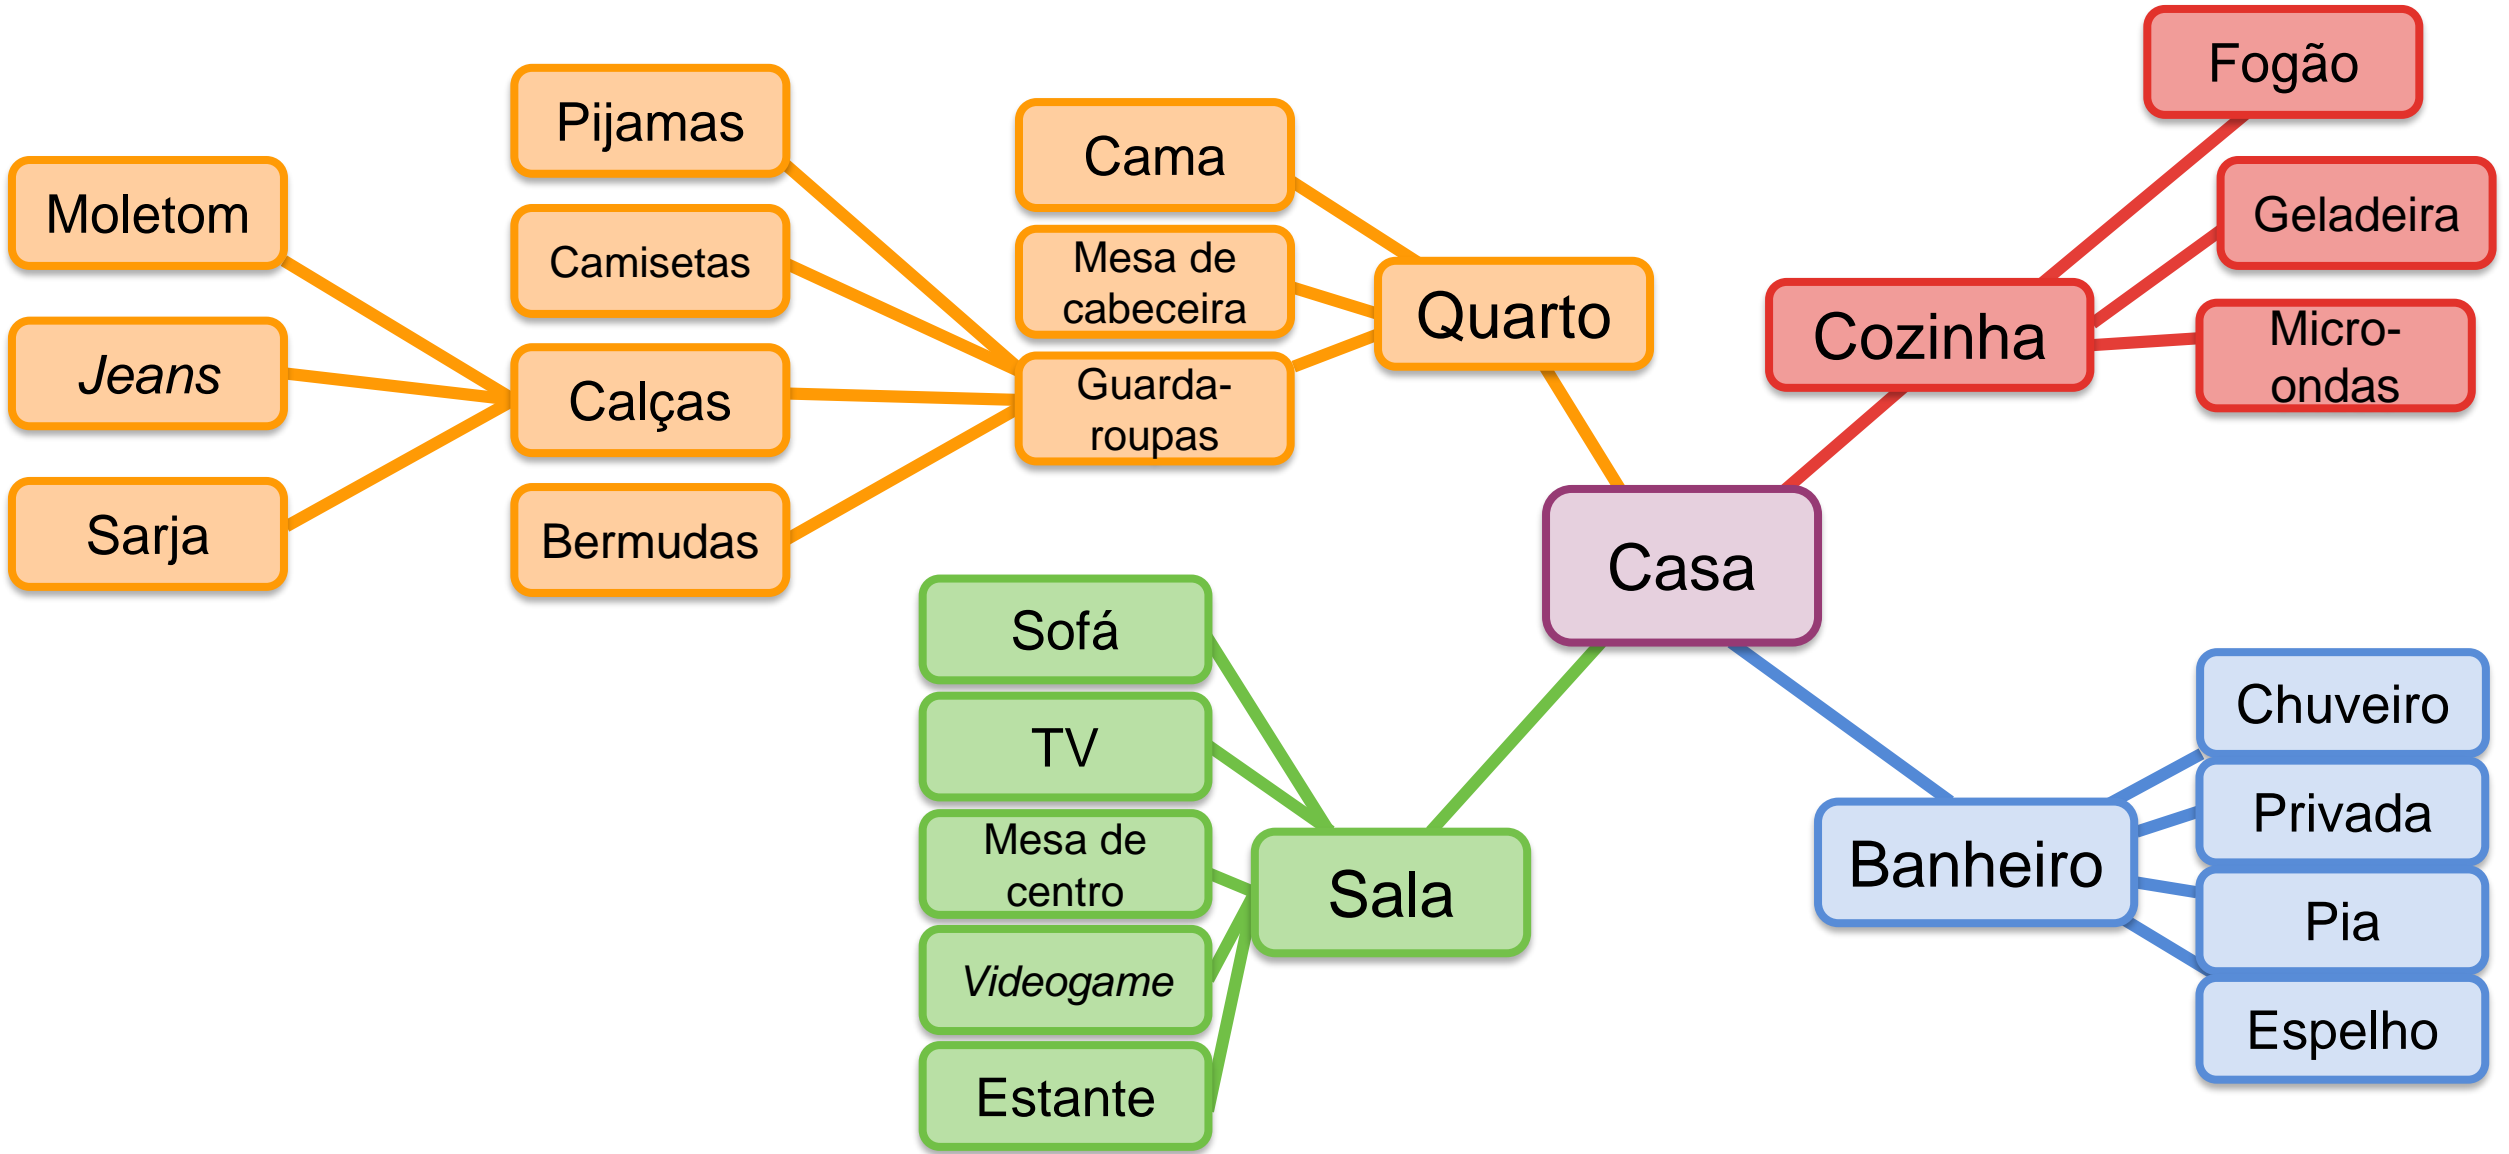 Fogão
Pijamas
Cama
Moletom
Geladeira
Camisetas
Mesa de
cabeceira
Quarto
Cozinha
Micro-
ondas
Jeans
Calças
Guarda-
roupas
Sarja
Bermudas
Casa
Sofá
Chuveiro
TV
Privada
Mesa de
centro
Sala
Banheiro
Pia
Videogame
Espelho
Estante